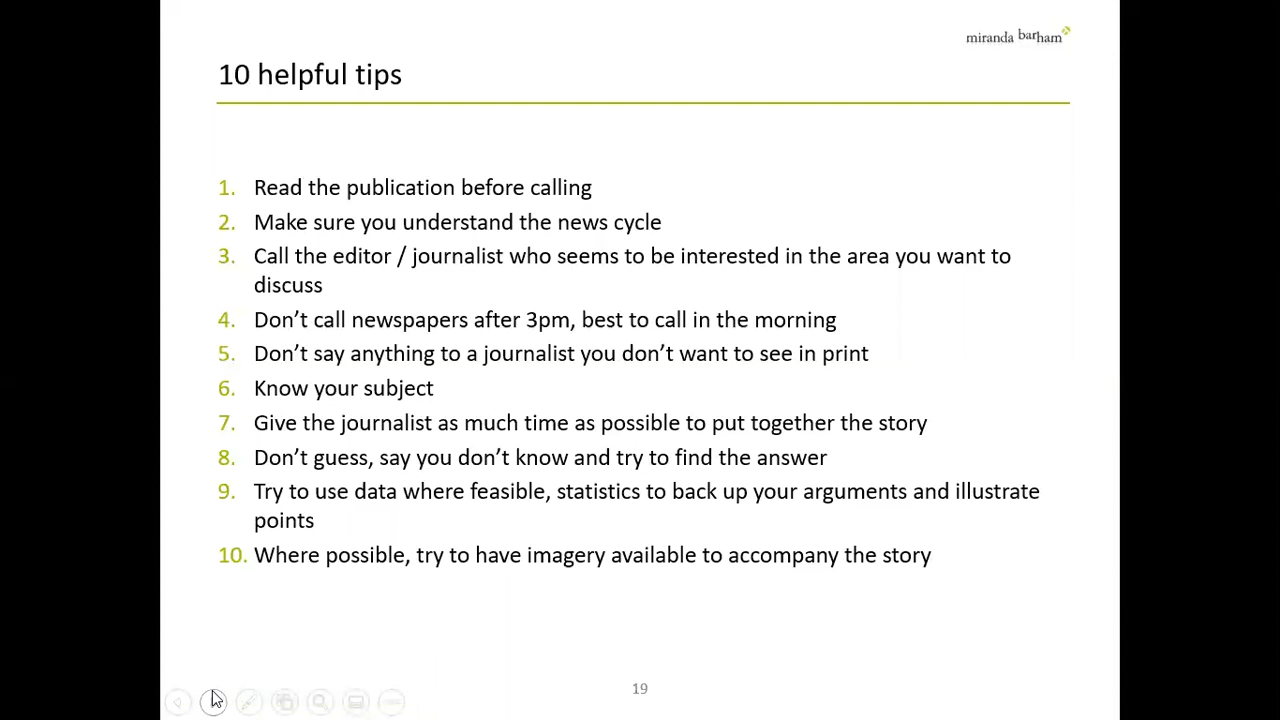 miranda barham
10 helpful tips
1. Read the publication before calling
2. Make sure you understand the news cycle
3. Call the editor / journalist who seems to be interested in the area you want to
discuss
4. Don’t call newspapers after 3pm, best to call in the morning
5. Don’t say anything to a journalist you don’t want to see in print
6. Know your subject
7. Give the journalist as much time as possible to put together the story
8. Don’t guess, say you don’t know and try to find the answer
9. Try to use data where feasible, statistics to back up your arguments and illustrate
points
10. Where possible, try to have imagery available to accompany the story
19